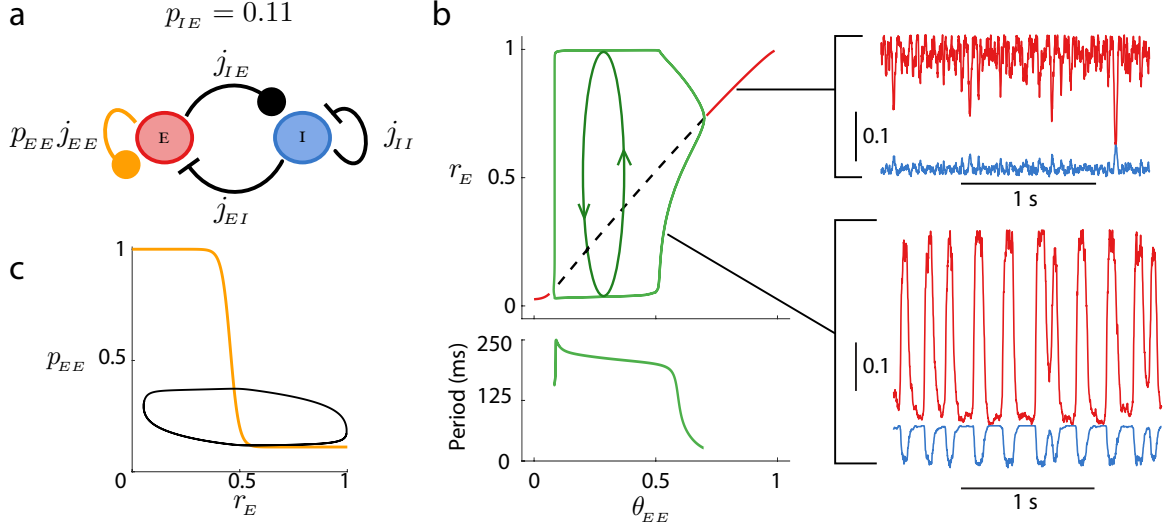 a
p_{IE} = 0.11
j_{IE}
p_{EE} j_{EE}
E
I
j_{II}
j_{EI}
b
1
r_E
0.5
0
250
Period (ms)
125
0
0
0.5
1
θ_{EE}
0.1
1 s
0.1
1 s
c
1
p_{EE}
0.5
0
0
0.5
1
r_E